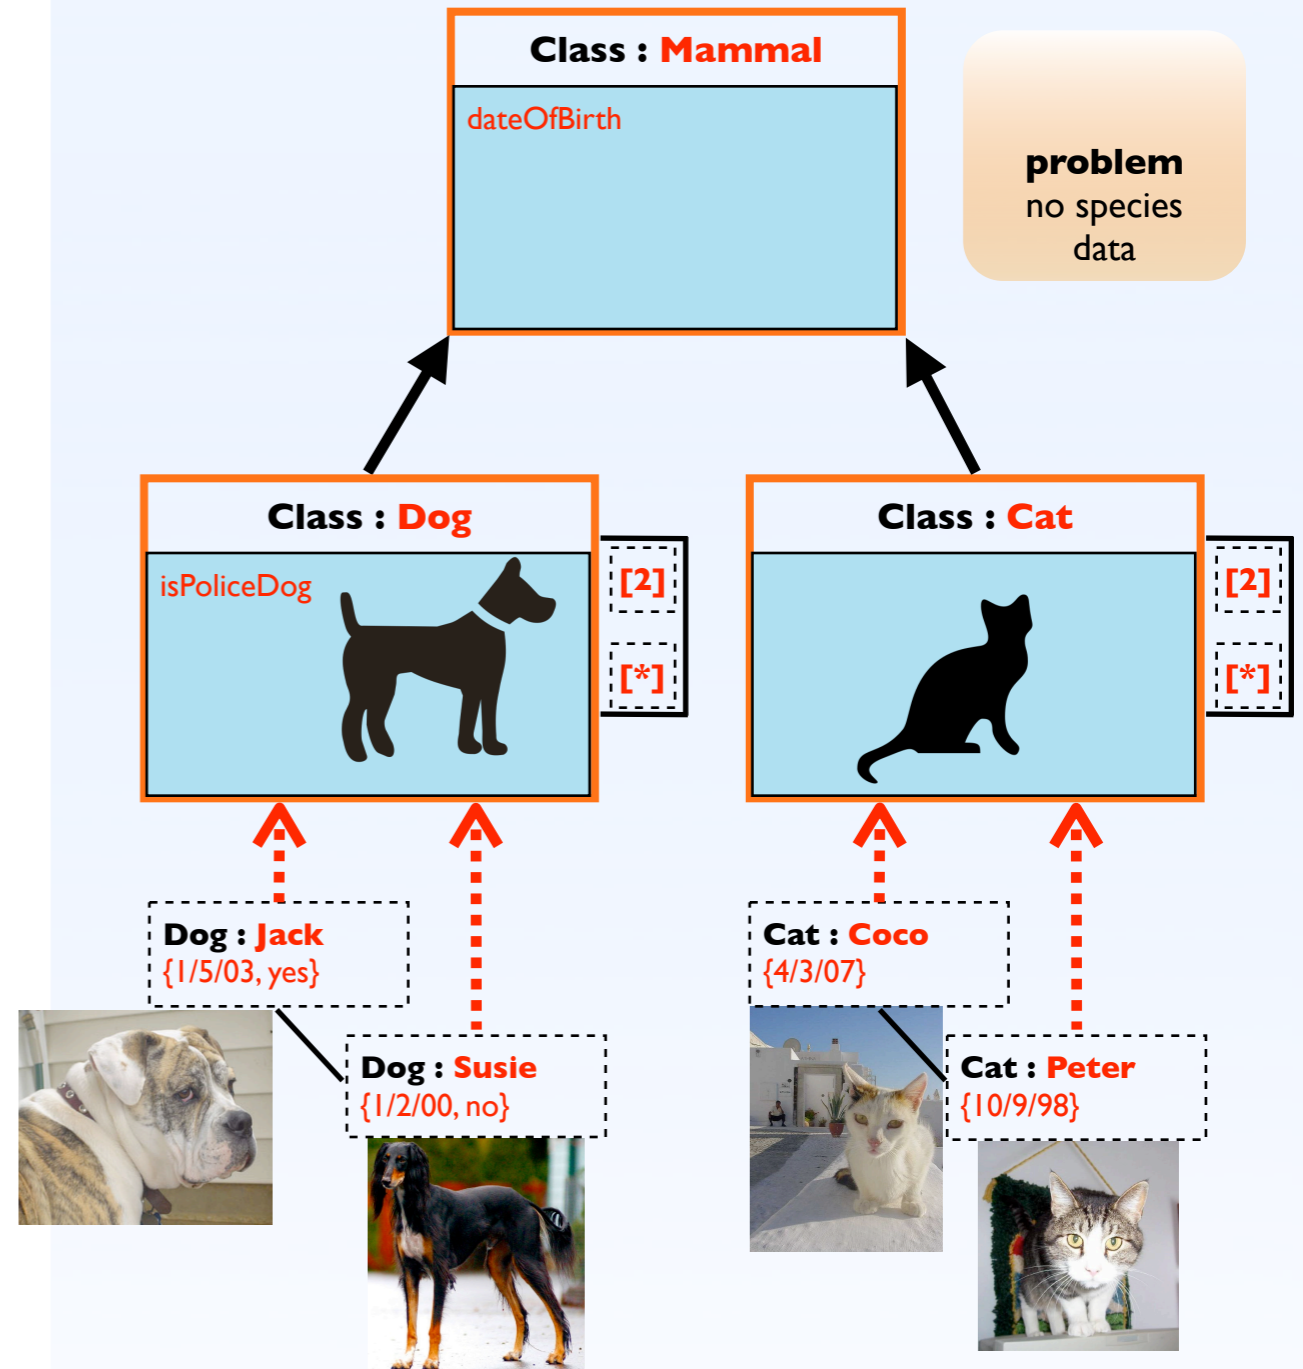 Class : Mammal
dateOfBirth
problem
no species
data
Class : Dog
isPoliceDog
[2]
[*]
Class : Cat
[2]
[*]
Dog : Jack
{1/5/03, yes}
Dog : Susie
{1/2/00, no}
Cat : Coco
{4/3/07}
Cat : Peter
{10/9/98}